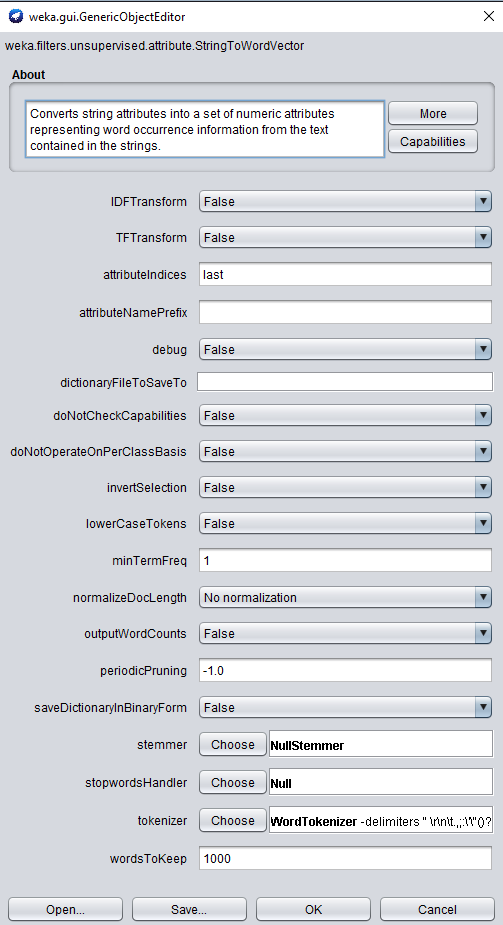 weka.gui.GenericObjectEditor
weka.filters.unsupervised.attribute.StringToWordVector
About
Converts string attributes into a set of numeric attributes
representing word occurrence information from the text
contained in the strings.
More
Capabilities
IDFTransform False
TFTransform False
attributeIndices last
attributeNamePrefix
debug False
dictionaryFileToSaveTo
doNotCheckCapabilities False
doNotOperateOnPerClassBasis False
invertSelection False
lowerCaseTokens False
minTermFreq 1
normalizeDocLength No normalization
outputWordCounts False
periodicPruning -1.0
saveDictionaryInBinaryForm False
stemmer Choose NullStemmer
stopwordsHandler Choose Null
tokenizer Choose WordTokenizer -delimiters " \r\n\t.,;:\'\"()?
wordsToKeep 1000
Open... Save... OK Cancel